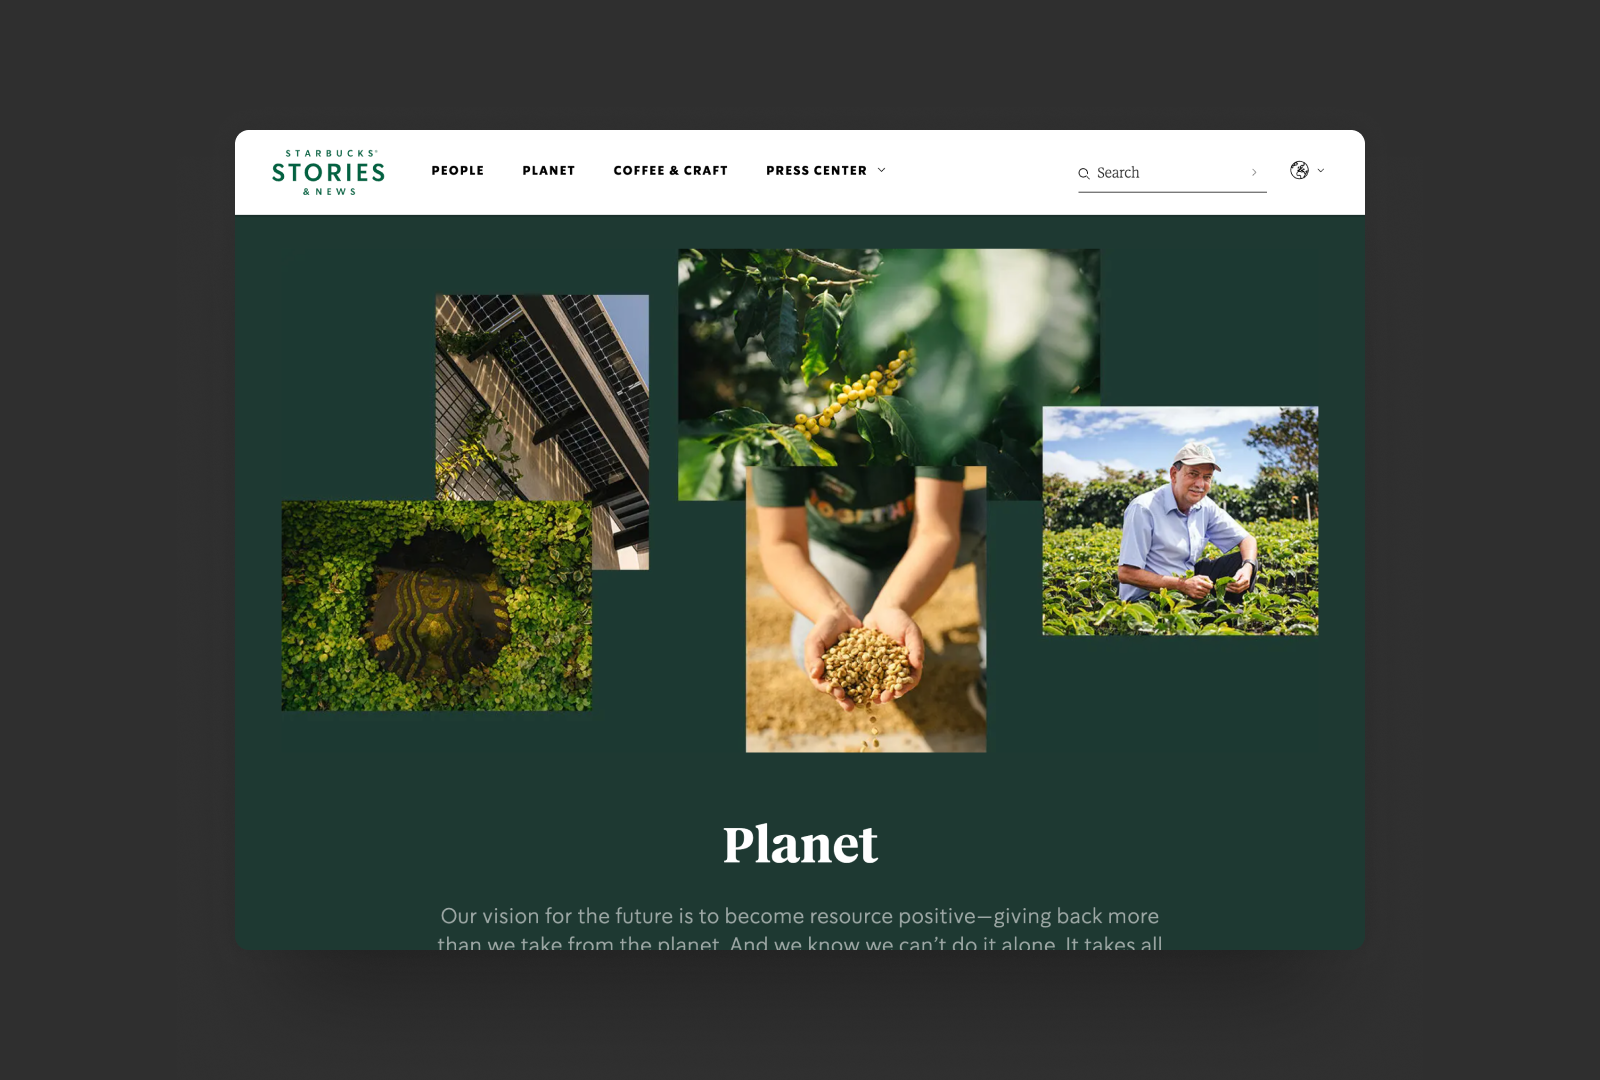 STARBUCKS®
STORIES
& NEWS
PEOPLE
PLANET
COFFEE & CRAFT
PRESS CENTER
Search
Planet
Our vision for the future is to become resource positive—giving back more
than we take from the planet. And we know we can't do it alone. It takes all